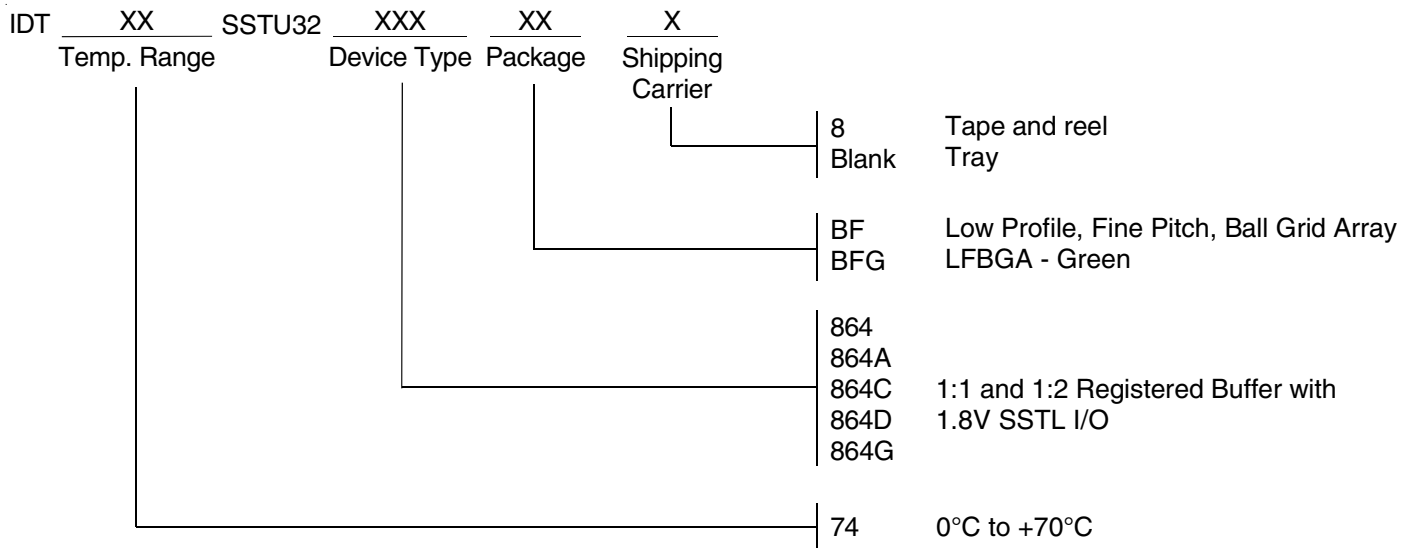 IDT XX SSTU32 XXX XX X
Temp. Range Device Type Package Shipping
Carrier
8 Tape and reel
Blank Tray
BF Low Profile, Fine Pitch, Ball Grid Array
BFG LFBGA - Green
864
864A
864C 1:1 and 1:2 Registered Buffer with
864D 1.8V SSTL I/O
864G
74 0°C to +70°C